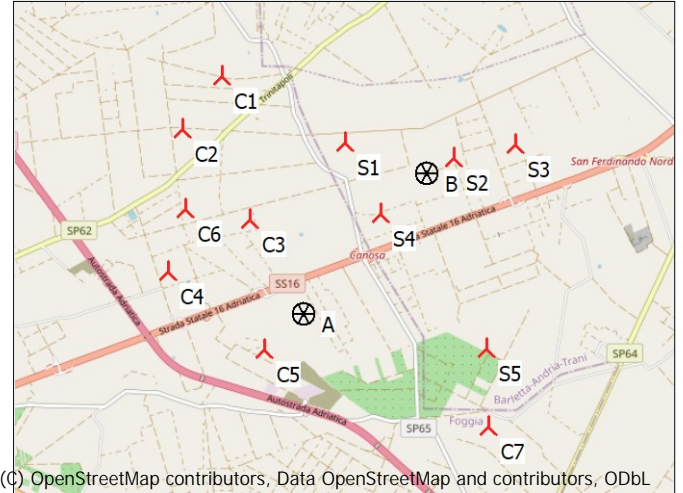 C1
Trinitapoli
C2
S1
B
S2
S3
San Ferdinando Nord
C6
C3
S4
SP62
Strada Statale 16 Adriatica
Canosa
Autostrada Adriatica
C4
SS16
Strada Statale 16 Adriatica
A
C5
S5
SP64
Barletta-Andria-Trani
Autostrada Adriatica
Foggia
SP65
C7
(C) OpenStreetMap contributors, Data OpenStreetMap and contributors, ODbL